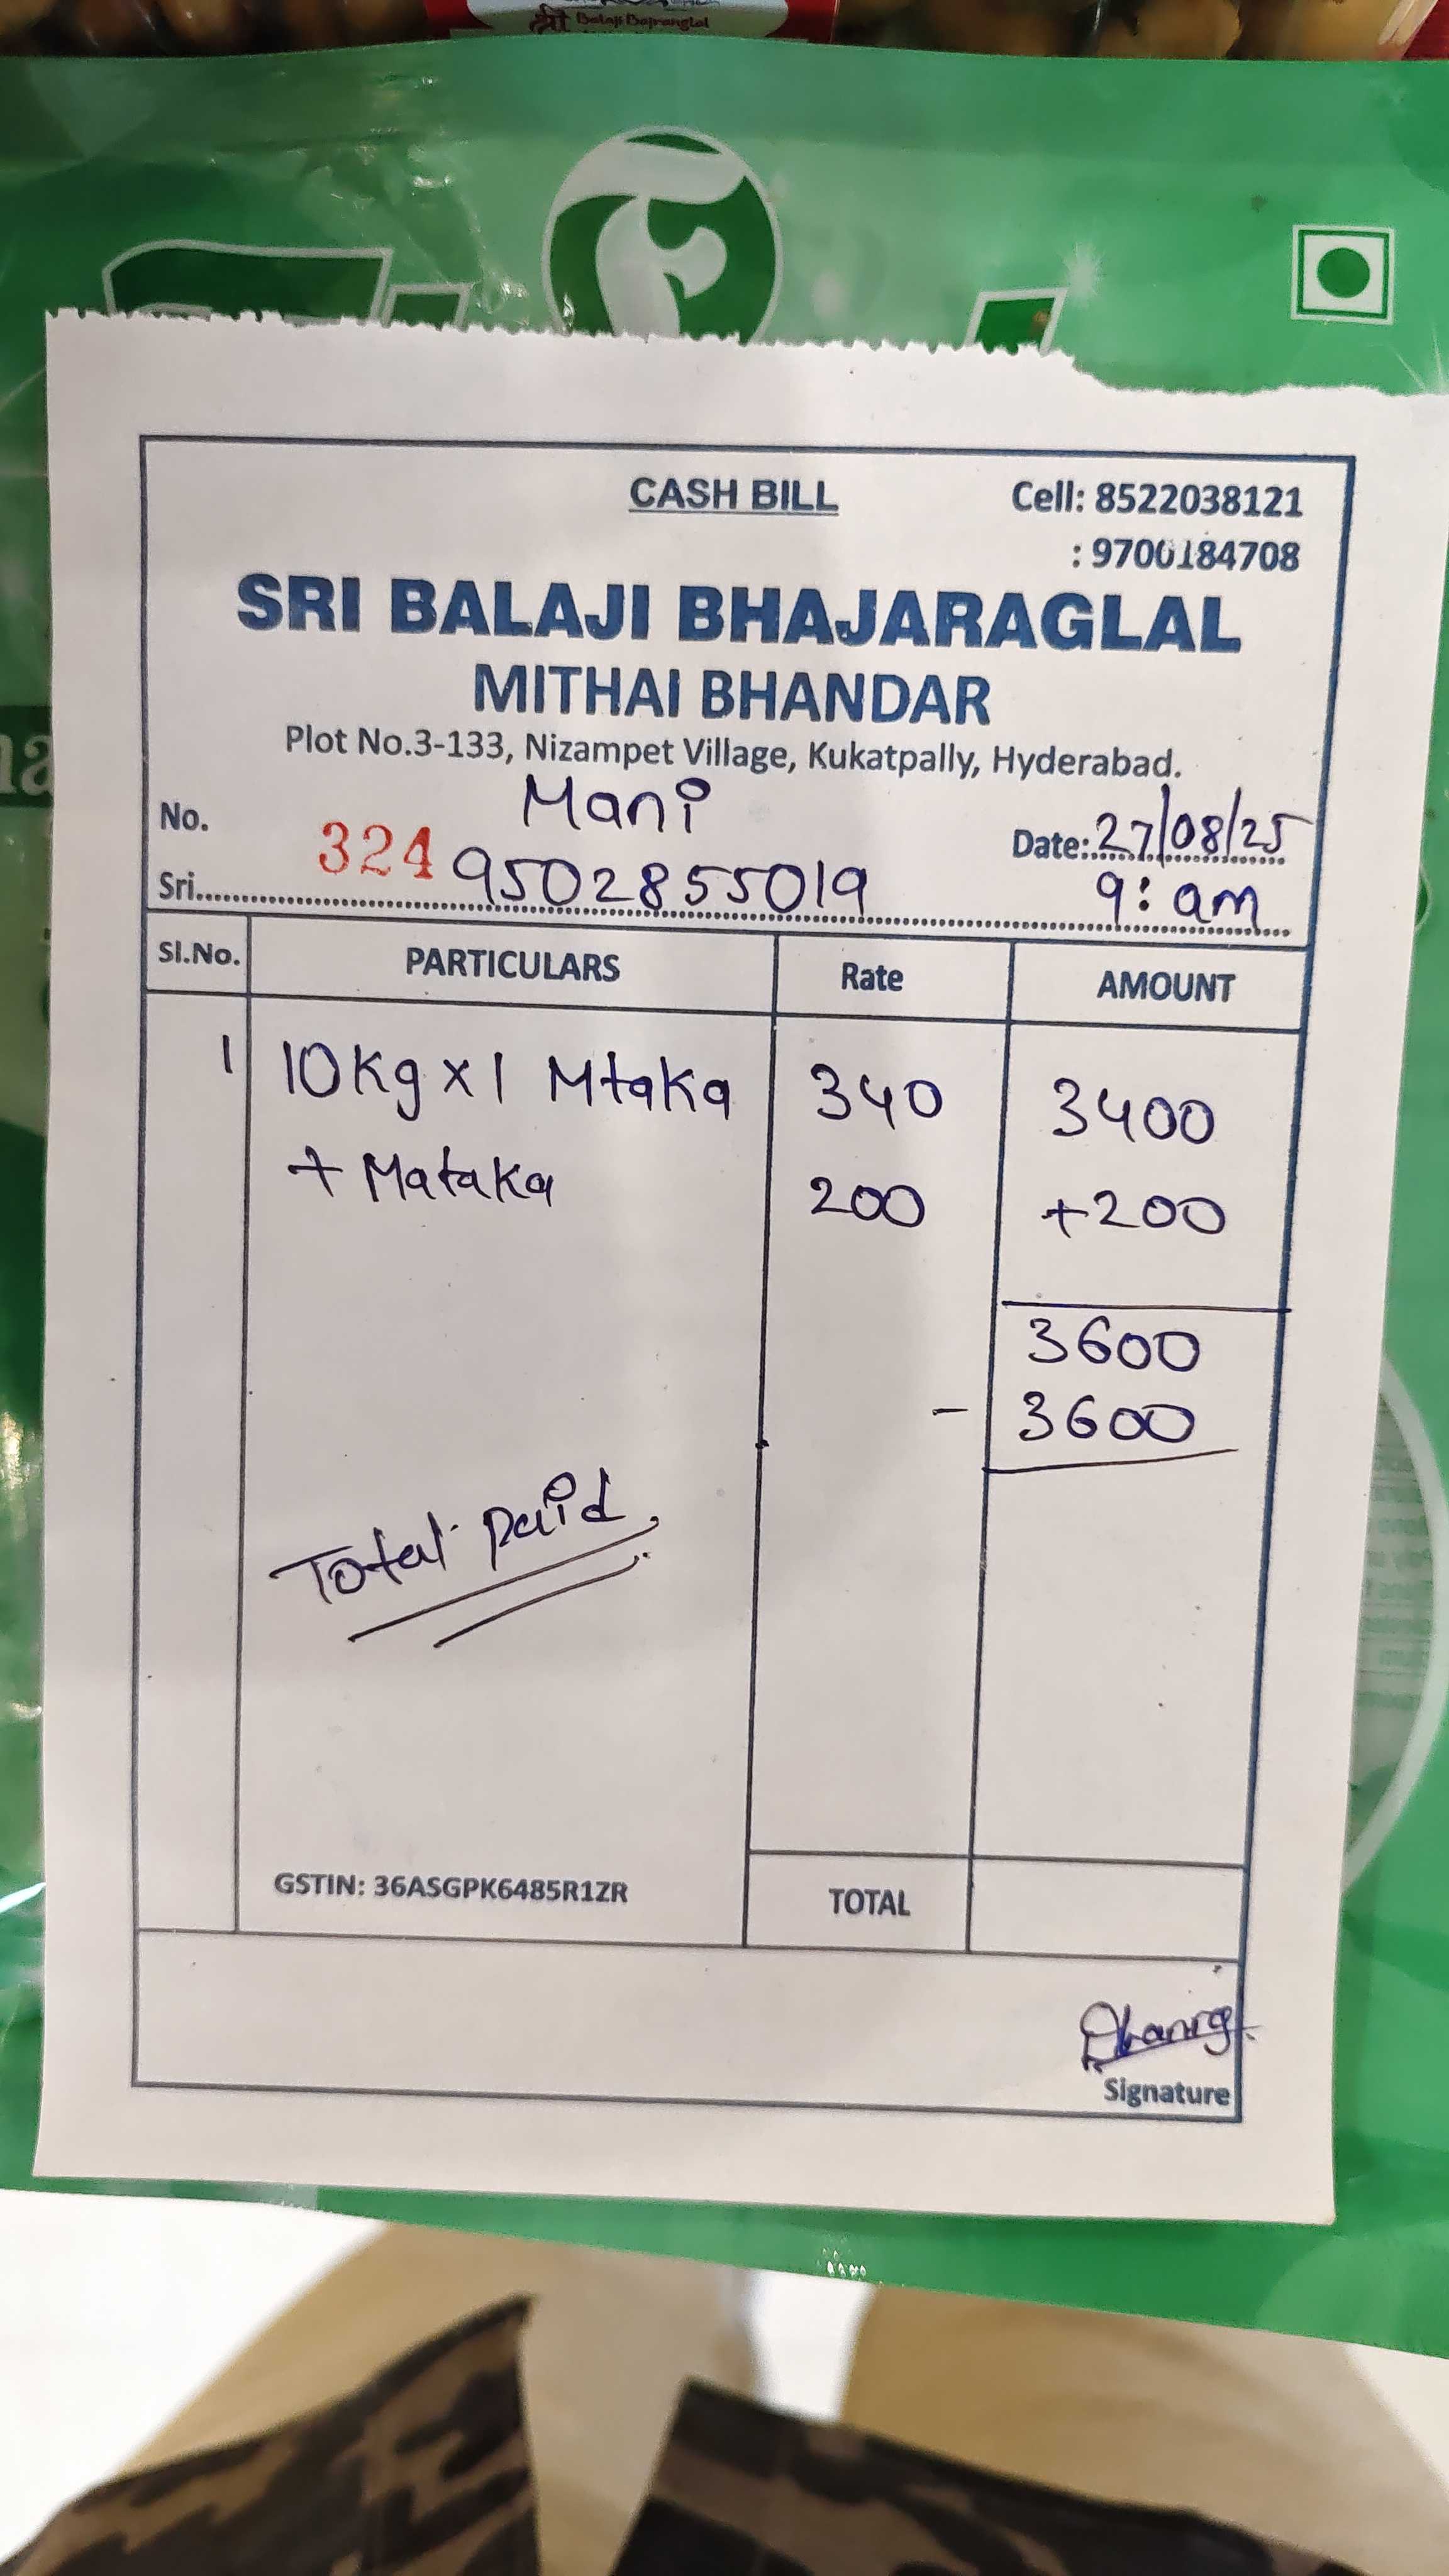 श्री Balaji Bajranglal
CASH BILL Cell: 8522038121
: 9700184708
SRI BALAJI BHAJARAGLAL
MITHAI BHANDAR
Plot No.3-133, Nizampet Village, Kukatpally, Hyderabad.
Mani
No. 324 Date: 27/08/25
Sri. 9502855019 9: am
Sl.No. PARTICULARS Rate AMOUNT
1 10Kg x 1 Mtaka 340 3400
+ Mataka 200 +200
3600
- 3600
Total paid
GSTIN: 36ASGPK6485R1ZR TOTAL
Signature